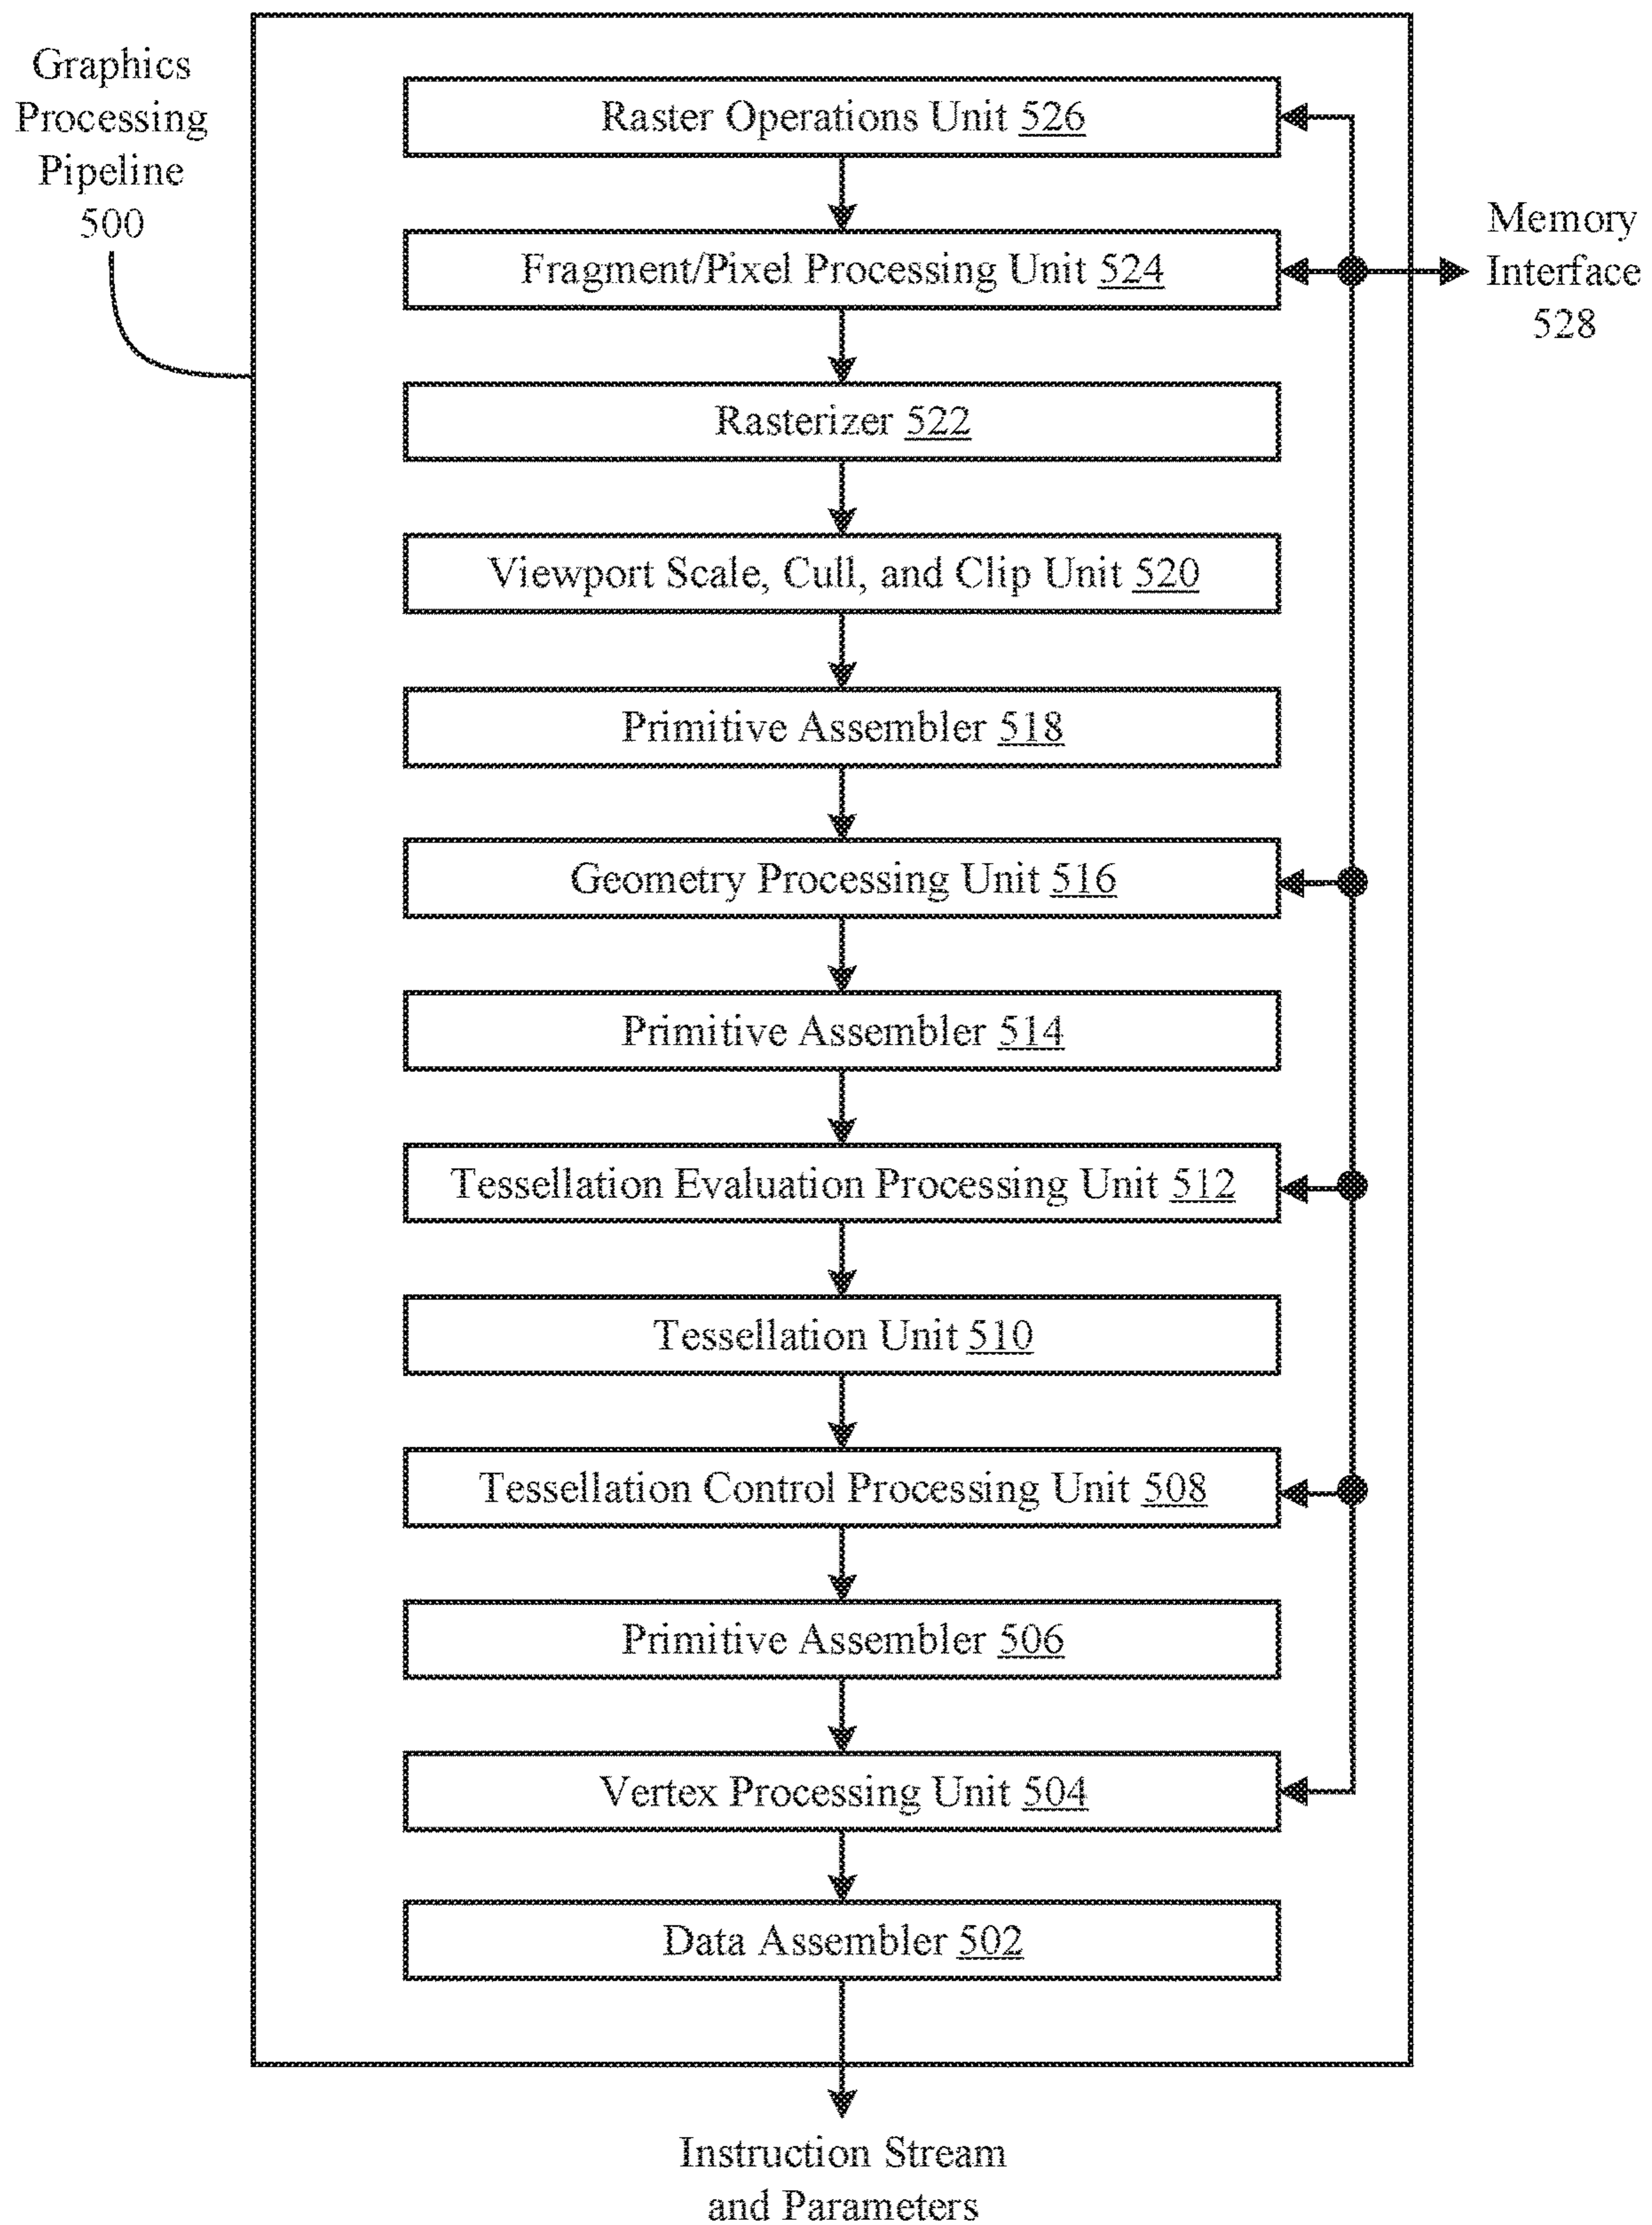 Graphics
Processing
Pipeline
500
Raster Operations Unit 526
Fragment/Pixel Processing Unit 524
Memory
Interface
528
Rasterizer 522
Viewport Scale, Cull, and Clip Unit 520
Primitive Assembler 518
Geometry Processing Unit 516
Primitive Assembler 514
Tessellation Evaluation Processing Unit 512
Tessellation Unit 510
Tessellation Control Processing Unit 508
Primitive Assembler 506
Vertex Processing Unit 504
Data Assembler 502
Instruction Stream
and Parameters